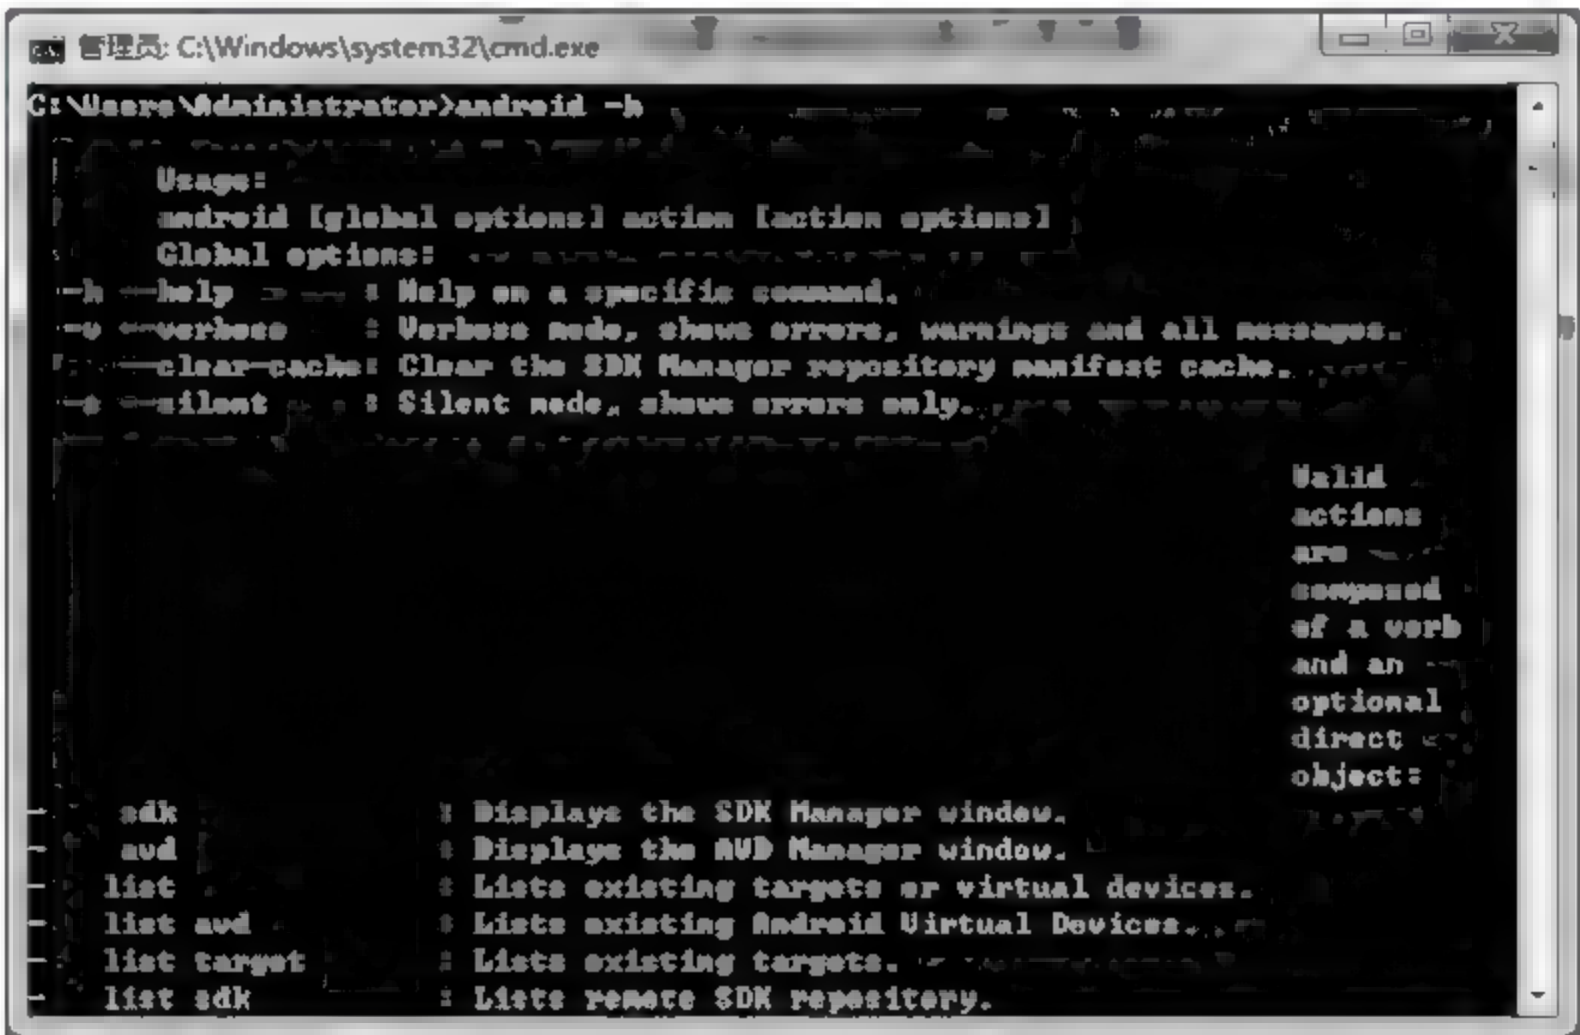 管理员: C:\Windows\system32\cmd.exe
C:\Users\Administrator>android -h
Usage:
android [global options] action [action options]
Global options:
-h --help : Help on a specific command.
-v --verbose : Verbose mode, shows errors, warnings and all messages.
--clear-cache: Clear the SDK Manager repository manifest cache.
-s --silent : Silent mode, shows errors only.
Valid
actions
are
composed
of a verb
and an
optional
direct
object:
- sdk : Displays the SDK Manager window.
- avd : Displays the AVD Manager window.
- list : Lists existing targets or virtual devices.
- list avd : Lists existing Android Virtual Devices.
- list target : Lists existing targets.
- list sdk : Lists remote SDK repository.